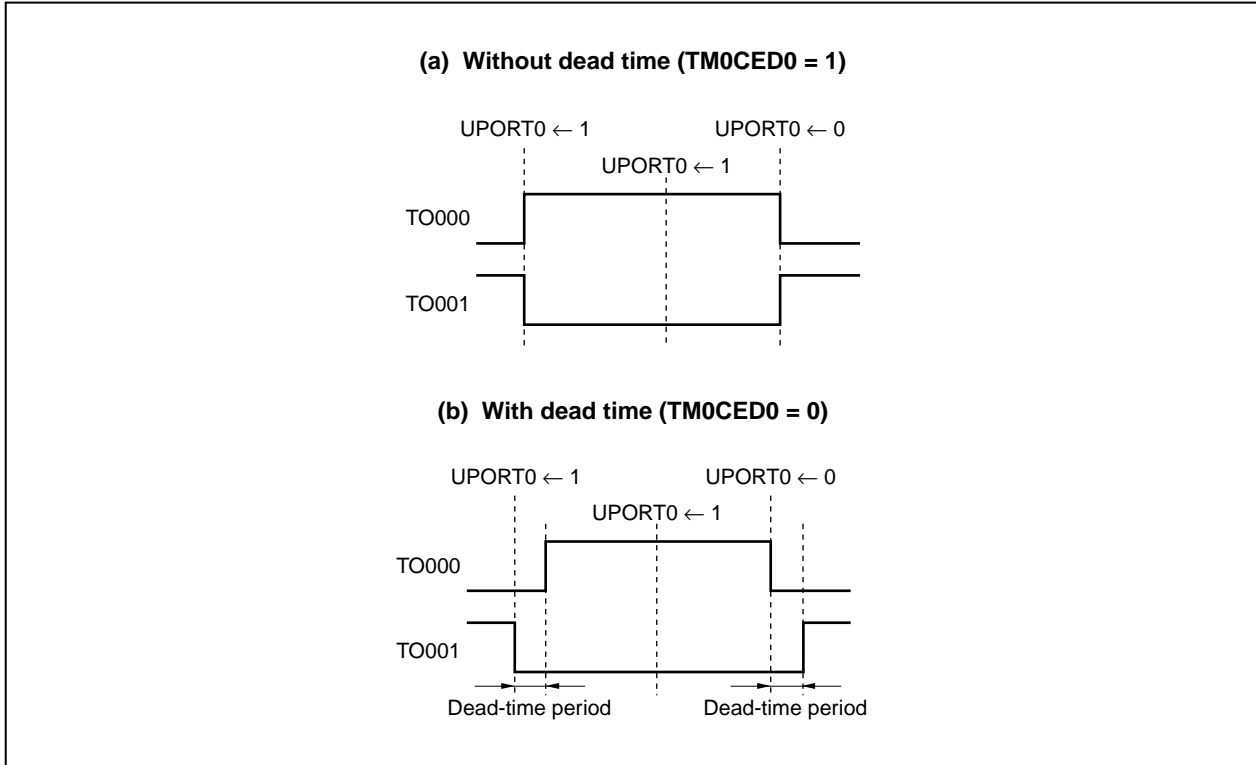 (a) Without dead time (TM0CED0 = 1)
UPORT0 ← 1
UPORT0 ← 0
UPORT0 ← 1
TO000
TO001
(b) With dead time (TM0CED0 = 0)
UPORT0 ← 1
UPORT0 ← 0
UPORT0 ← 1
TO000
TO001
Dead-time period
Dead-time period